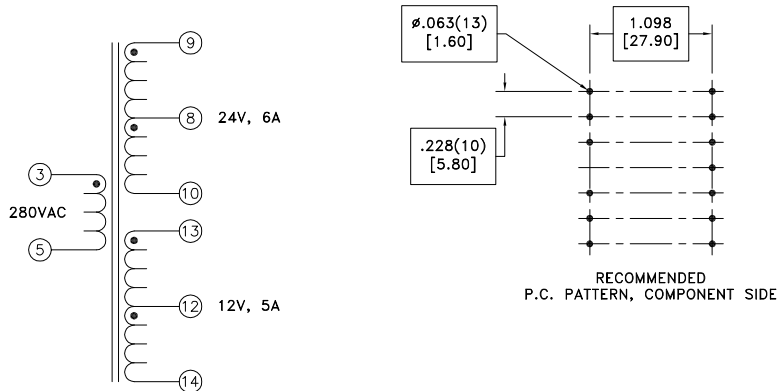 9
8
24V, 6A
10
3
280VAC
5
13
12
12V, 5A
14
ø.063(13)
[1.60]
1.098
[27.90]
.228(10)
[5.80]
RECOMMENDED
P.C. PATTERN, COMPONENT SIDE